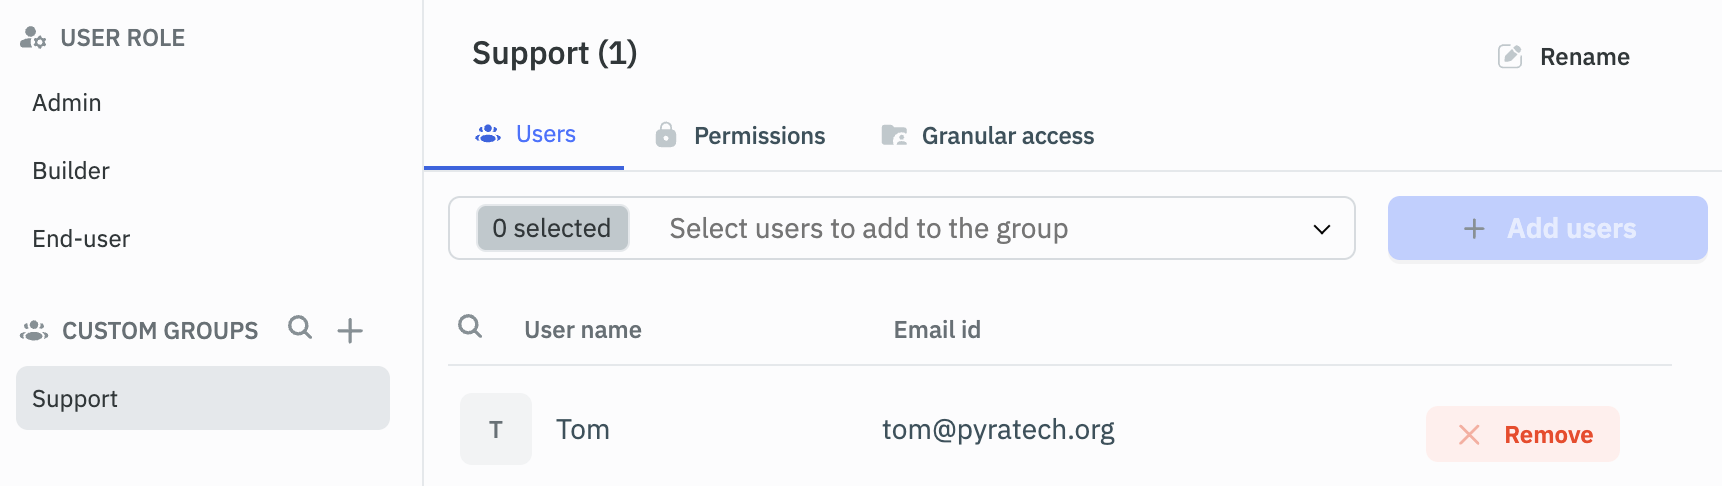 USER ROLE
Admin
Builder
End-user
CUSTOM GROUPS
Support
Support (1)
Rename
Users
Permissions
Granular access
0 selected
Select users to add to the group
Add users
User name
Email id
T
Tom
tom@pyratech.org
Remove